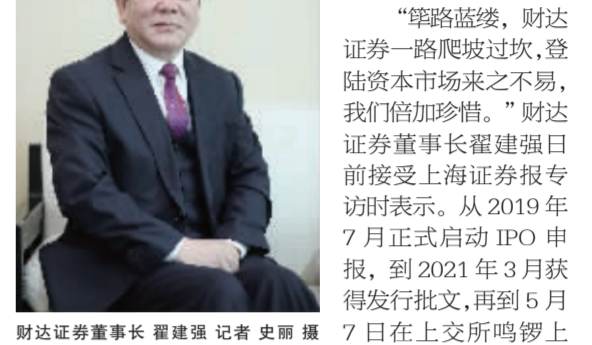 “筚路蓝缕，财达
证券一路爬坡过坎，登
陆资本市场来之不易，
我们倍加珍惜。”财达
证券董事长翟建强日
前接受上海证券报专
访时表示。从2019年
7月正式启动IPO申
报，到2021年3月获
得发行批文，再到5月
7日在上交所鸣锣上
财达证券董事长 翟建强 记者 史丽 摄